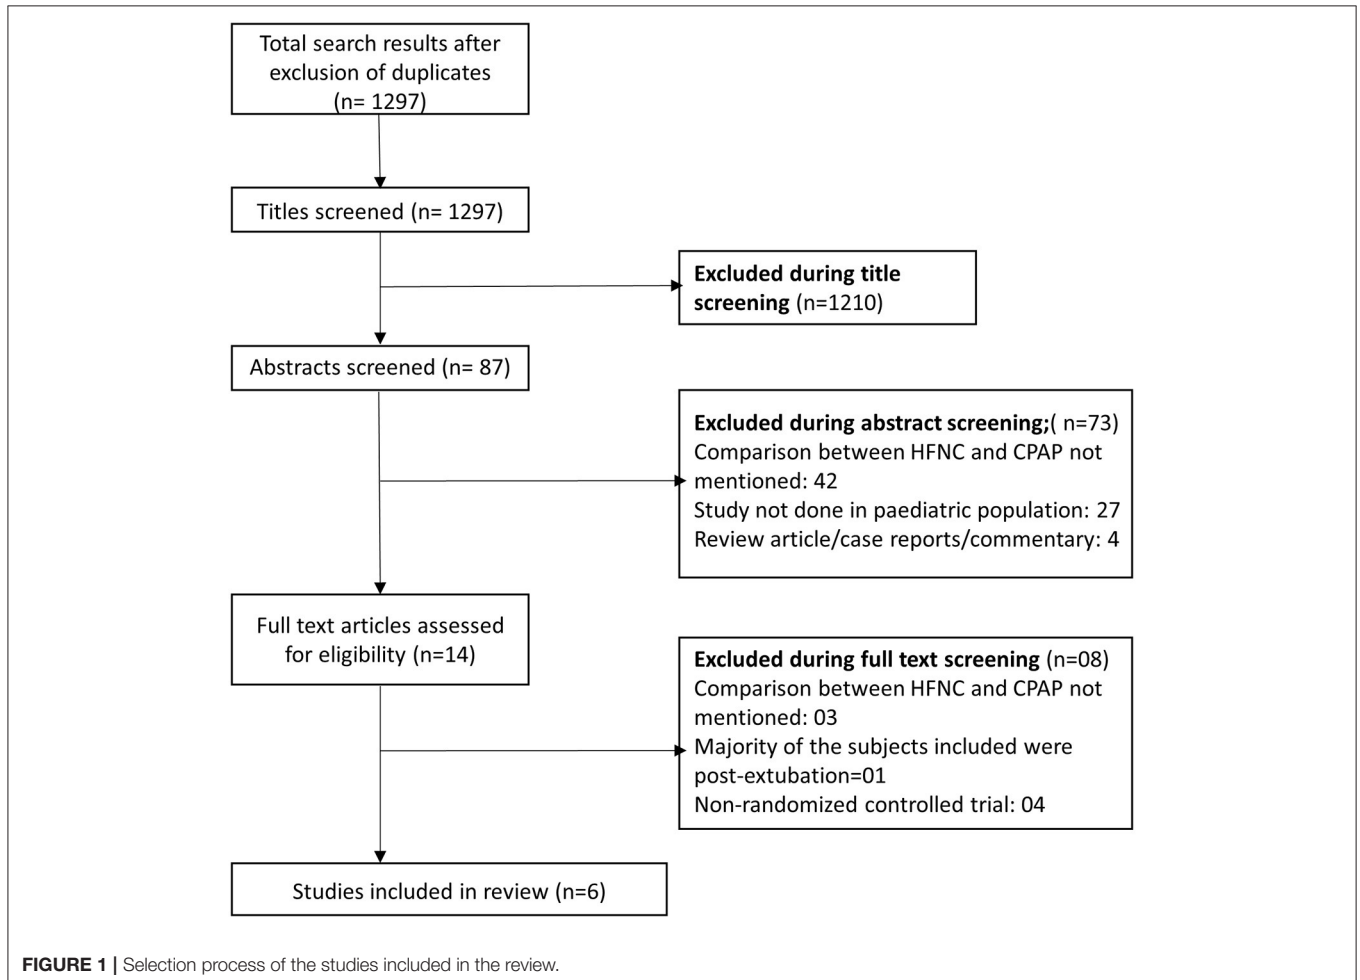 Total search results after
exclusion of duplicates
(n= 1297)
Titles screened (n= 1297)
Excluded during title
screening (n=1210)
Abstracts screened (n= 87)
Excluded during abstract screening;( n=73)
Comparison between HFNC and CPAP not
mentioned: 42
Study not done in paediatric population: 27
Review article/case reports/commentary: 4
Full text articles assessed
for eligibility (n=14)
Excluded during full text screening (n=08)
Comparison between HFNC and CPAP not
mentioned: 03
Majority of the subjects included were
post-extubation=01
Non-randomized controlled trial: 04
Studies included in review (n=6)
FIGURE 1 | Selection process of the studies included in the review.